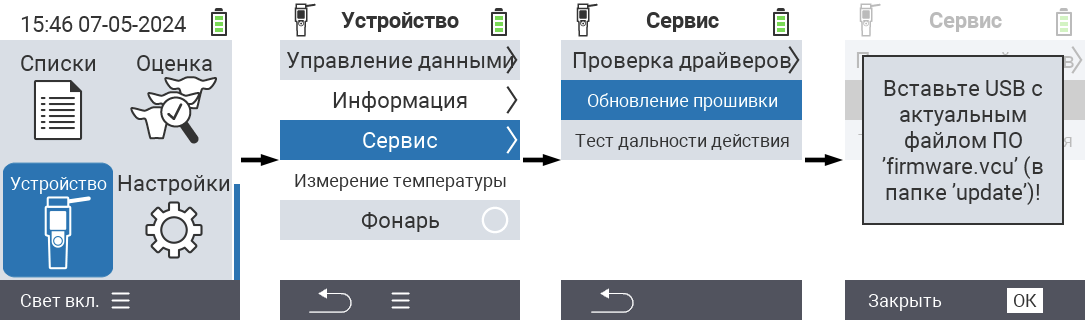 15:46 07-05-2024
Списки
Оценка
Устройство
Настройки
Свет вкл.
Устройство
Управление данными
Информация
Сервис
Измерение температуры
Фонарь
Сервис
Проверка драйверов
Обновление прошивки
Тест дальности действия
Сервис
Вставьте USB с
актуальным
файлом ПО
’firmware.vcu’ (в
папке ’update’)!
Закрыть
OK